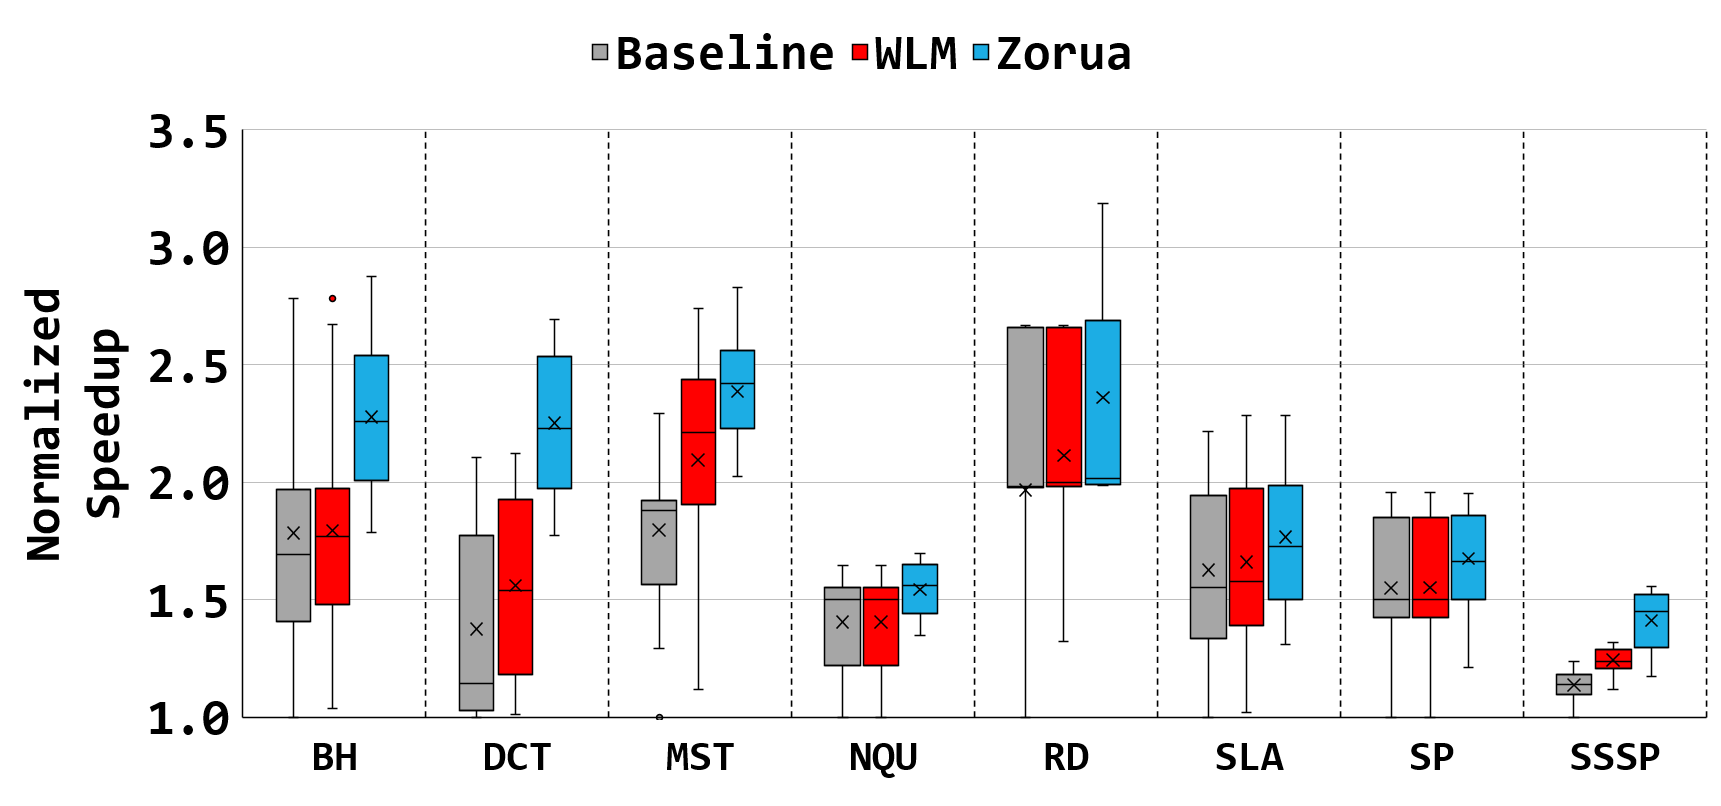 Baseline WLM Zorua
3.5
3.0
2.5
2.0
1.5
1.0
Normalized
Speedup
BH DCT MST NQU RD SLA SP SSSP